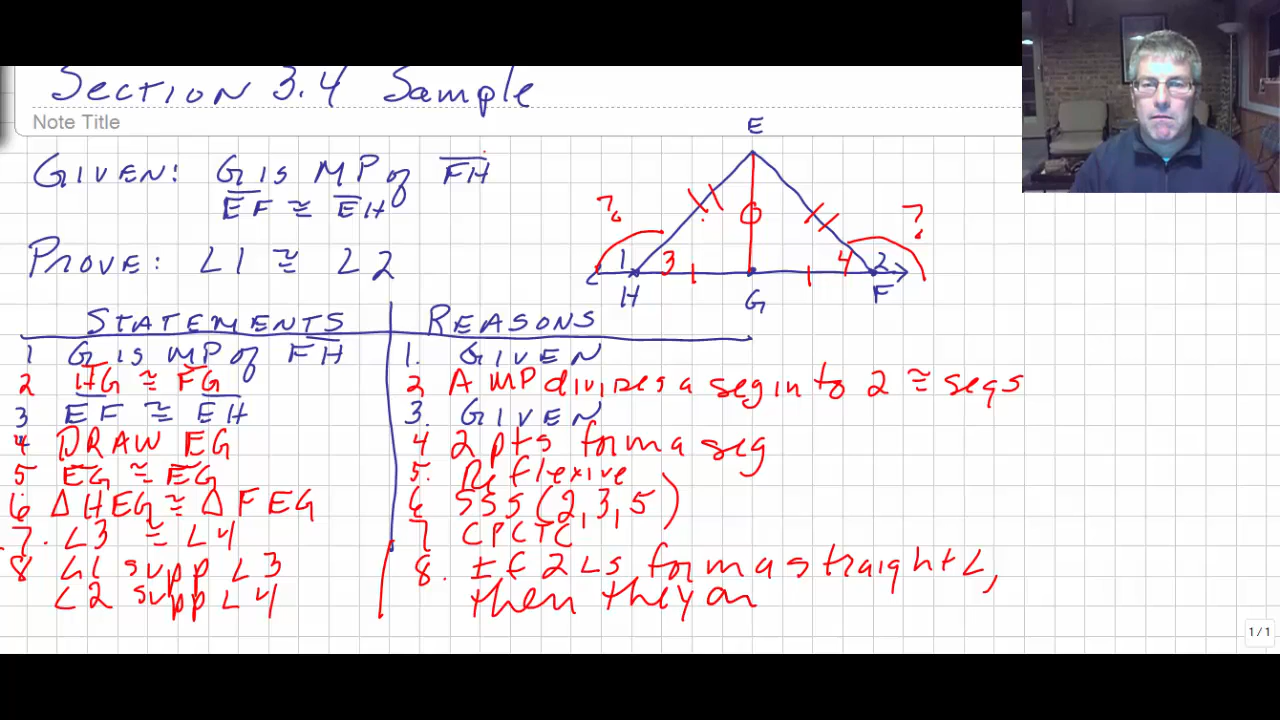 Section 3.4 Sample
Note Title
GIVEN: G is MP of FH
EF ≅ EH
PROVE: ∠1 ≅ ∠2
E
?
?
1
3
4
2
H
G
F
STATEMENTS REASONS
1 G is MP of FH 1. GIVEN
2 HG ≅ FG 2 A MP divides a seg in to 2 ≅ segs
3 EF ≅ EH 3. GIVEN
4 DRAW EG 4 2 pts form a seg
5 EG ≅ EG 5. Reflexive
6 △HEG ≅ △FEG 6 SSS (2,3,5)
7. ∠3 ≅ ∠4 7 CPCTC
8 ∠1 supp ∠3 8. If 2 ∠s form a straight ∠,
∠2 supp ∠4 then they ar
1/1